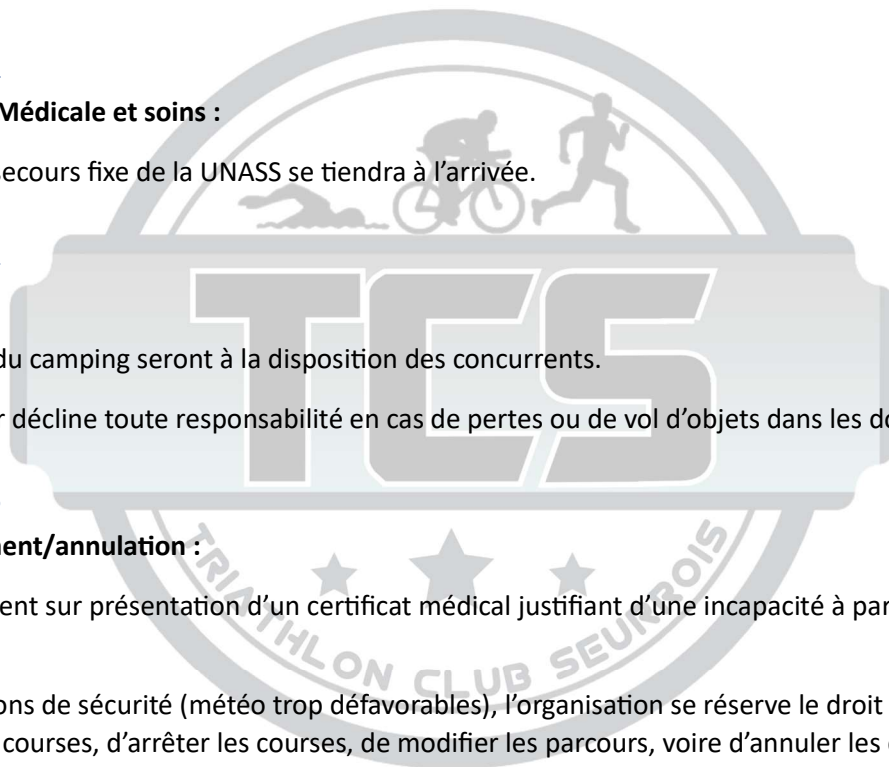 Médicale et soins :
secours fixe de la UNASS se tiendra à l’arrivée.
TCS
du camping seront à la disposition des concurrents.
r décline toute responsabilité en cas de pertes ou de vol d’objets dans les do
ent/annulation :
ent sur présentation d’un certificat médical justifiant d’une incapacité à par
TRIATHLON CLUB SEURROIS
ons de sécurité (météo trop défavorables), l’organisation se réserve le droit
courses, d’arrêter les courses, de modifier les parcours, voire d’annuler les